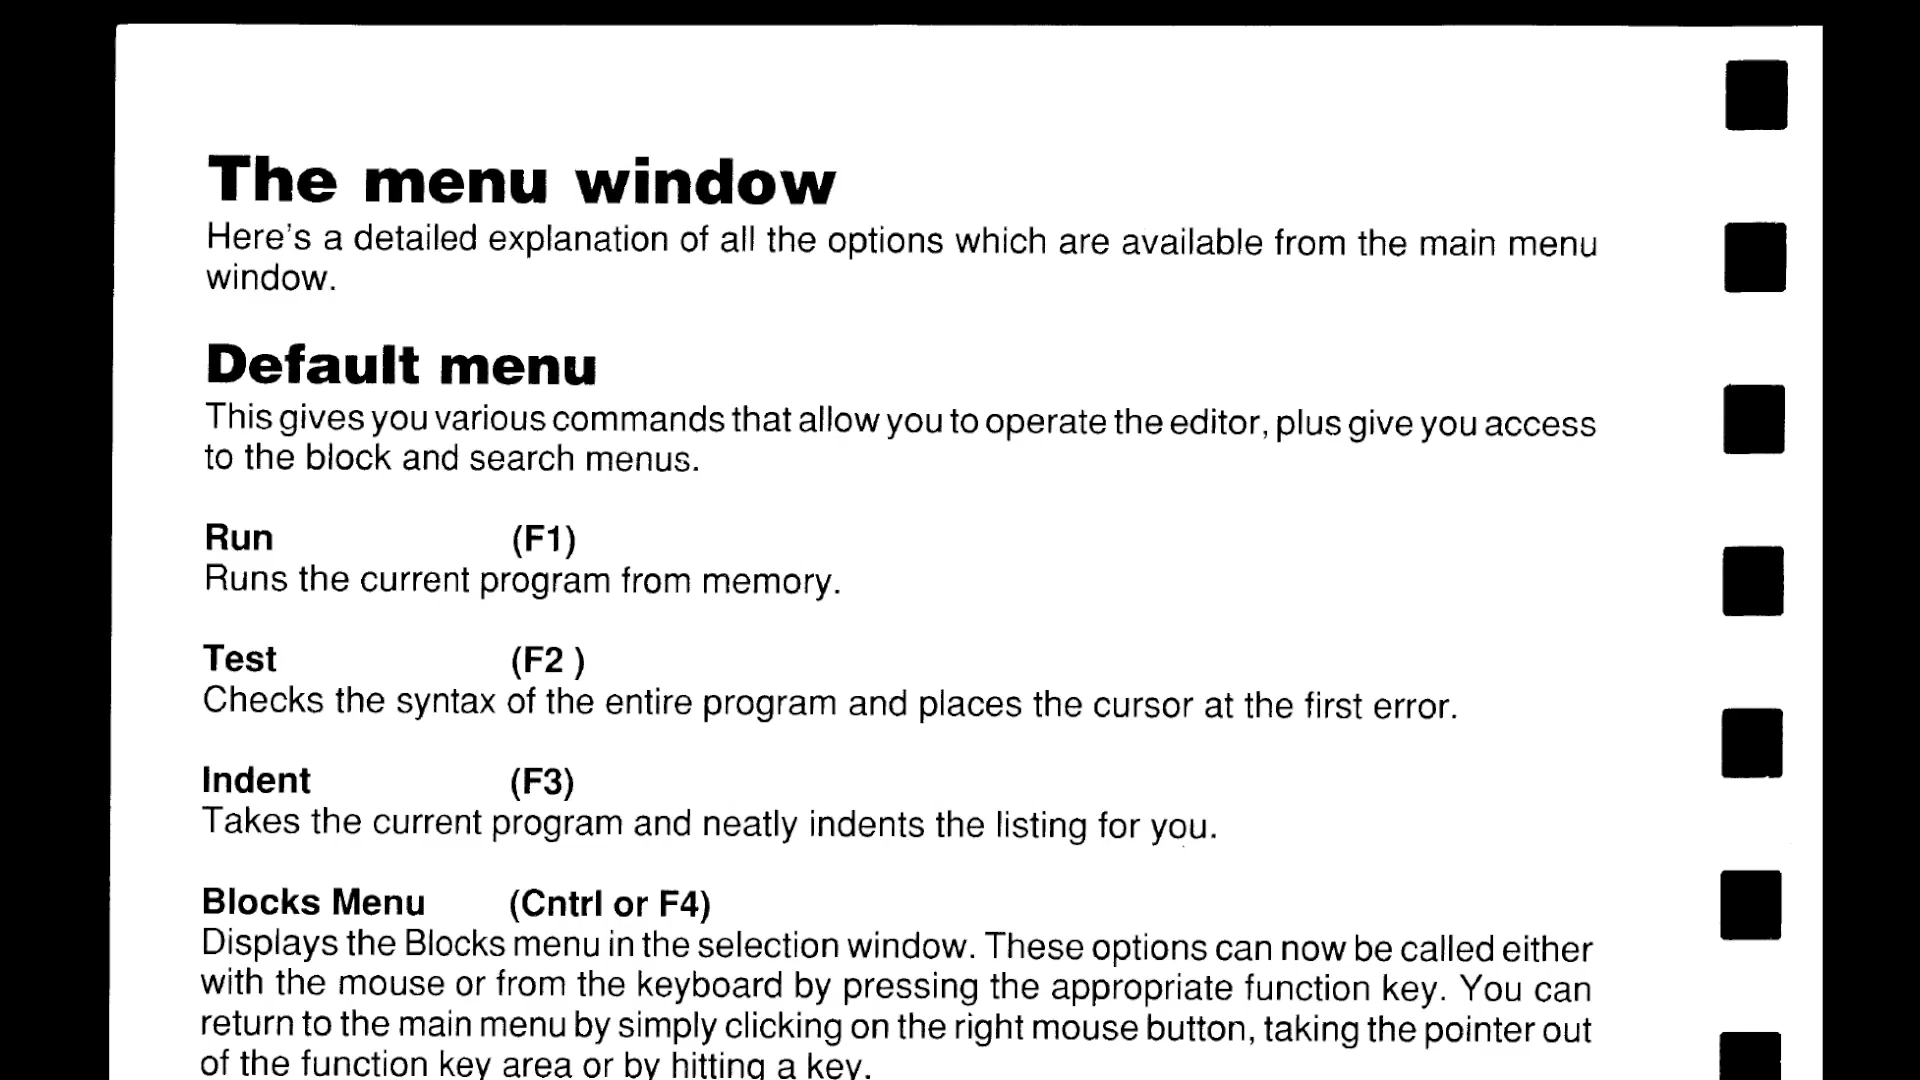 The menu window
Here's a detailed explanation of all the options which are available from the main menu
window.
Default menu
This gives you various commands that allow you to operate the editor, plus give you access
to the block and search menus.
Run (F1)
Runs the current program from memory.
Test (F2 )
Checks the syntax of the entire program and places the cursor at the first error.
Indent (F3)
Takes the current program and neatly indents the listing for you.
Blocks Menu (Cntrl or F4)
Displays the Blocks menu in the selection window. These options can now be called either
with the mouse or from the keyboard by pressing the appropriate function key. You can
return to the main menu by simply clicking on the right mouse button, taking the pointer out
of the function key area or by hitting a key.